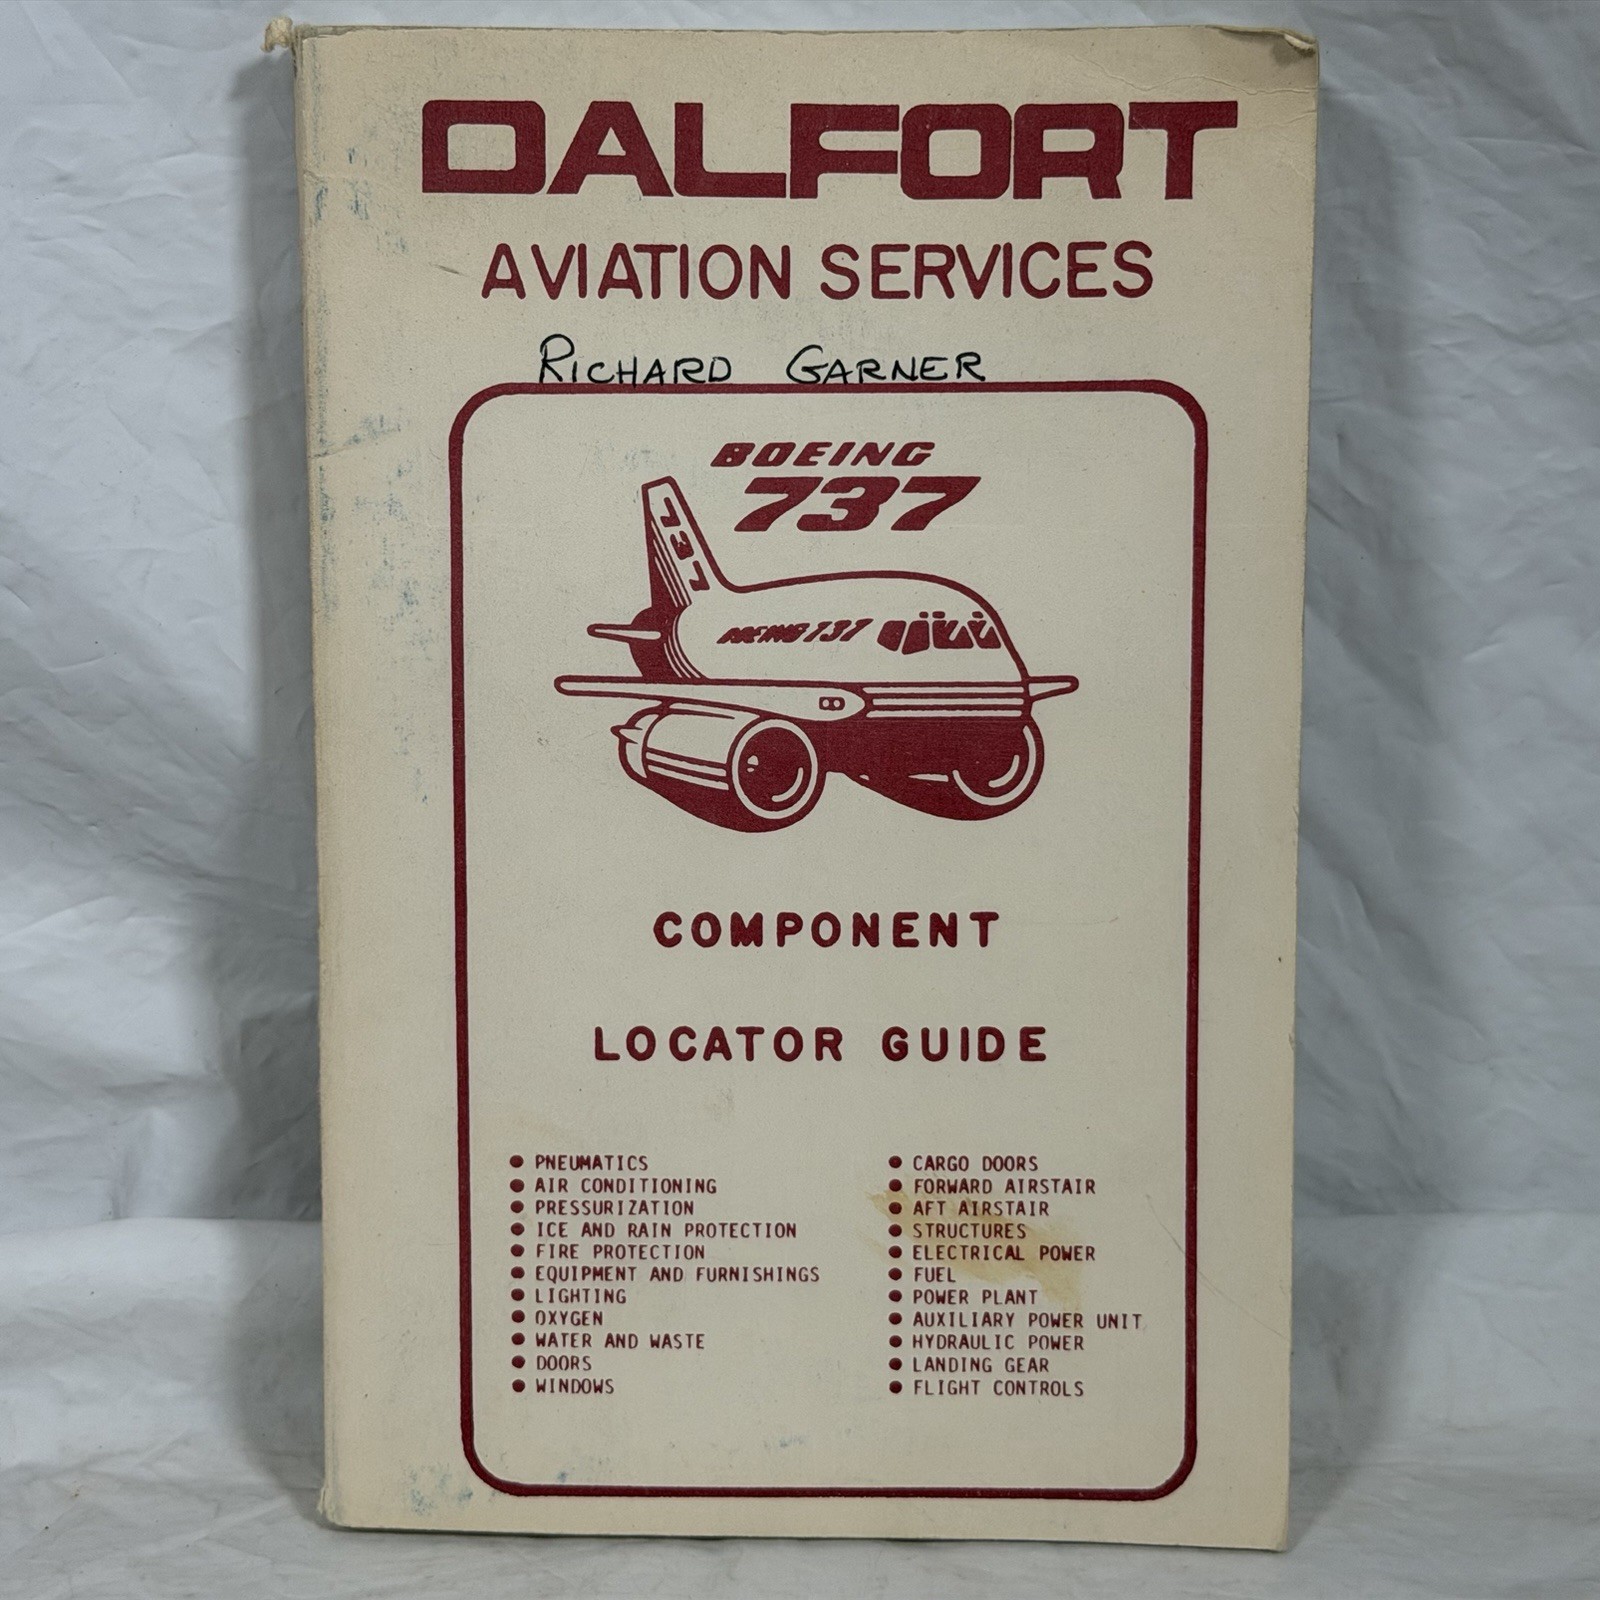 DALFORT
AVIATION SERVICES
RICHARD GARNER
BOEING
737
737
BOEING 737
COMPONENT
LOCATOR GUIDE
● PNEUMATICS
● AIR CONDITIONING
● PRESSURIZATION
● ICE AND RAIN PROTECTION
● FIRE PROTECTION
● EQUIPMENT AND FURNISHINGS
● LIGHTING
● OXYGEN
● WATER AND WASTE
● DOORS
● WINDOWS
● CARGO DOORS
● FORWARD AIRSTAIR
● AFT AIRSTAIR
● STRUCTURES
● ELECTRICAL POWER
● FUEL
● POWER PLANT
● AUXILIARY POWER UNIT
● HYDRAULIC POWER
● LANDING GEAR
● FLIGHT CONTROLS